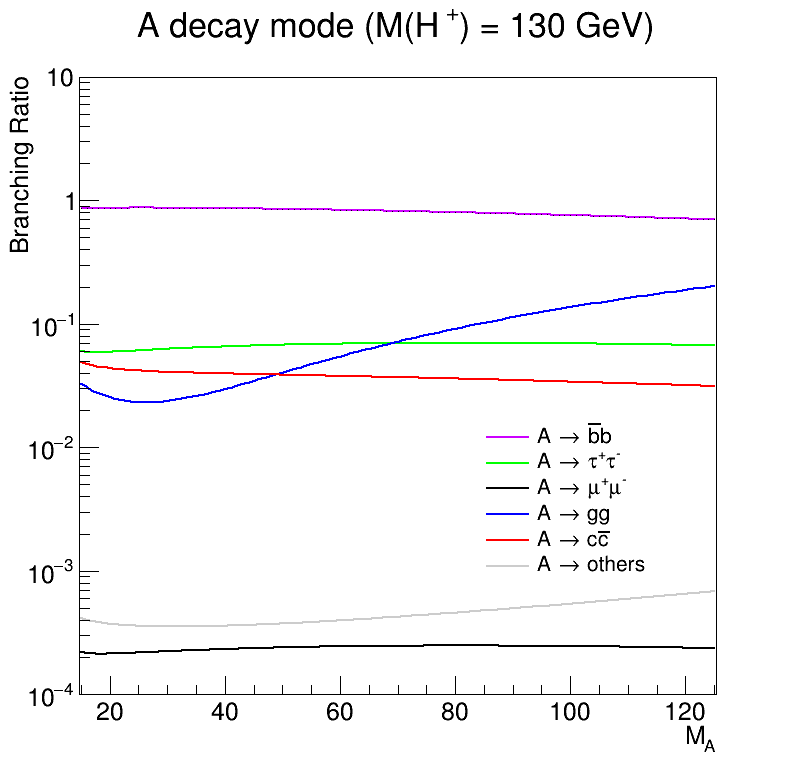 A decay mode (M(H⁺) = 130 GeV)
Branching Ratio
10
1
10⁻¹
10⁻²
10⁻³
10⁻⁴
A → b̅b
A → τ⁺τ⁻
A → μ⁺μ⁻
A → gg
A → cc̅
A → others
20 40 60 80 100 120
M_A